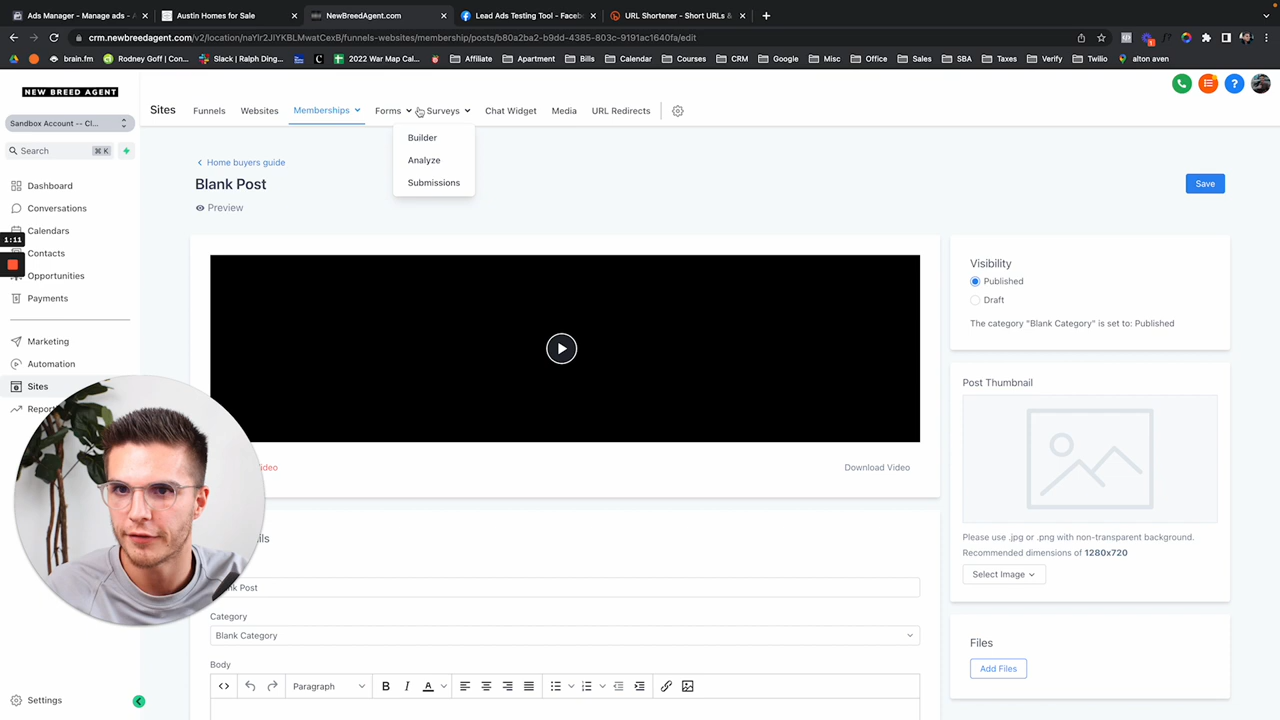 Ads Manager - Manage ads -
Austin Homes for Sale
NewBreedAgent.com
Lead Ads Testing Tool - Faceb
URL Shortener - Short URLs &
crm.newbreedagent.com/v2/location/naYlr2JIYKBLMwatCexB/funnels-websites/membership/posts/b80a2ba2-b9dd-4385-803c-9191ac1640fa/edit
brain.fm
Rodney Goff | Con...
Slack | Ralph Ding...
2022 War Map Cal...
Affiliate
Apartment
Bills
Calendar
Courses
CRM
Google
Misc
Office
Sales
SBA
Taxes
Verify
Twilio
alton aven
NEW BREED AGENT
Sandbox Account -- Cl...
Search
⌘ K
Dashboard
Conversations
Calendars
1:11
Contacts
Opportunities
Payments
Marketing
Automation
Sites
Report
Settings
Sites
Funnels
Websites
Memberships
Forms
Surveys
Chat Widget
Media
URL Redirects
Builder
Analyze
Submissions
Home buyers guide
Blank Post
Preview
Save
ideo
Download Video
ils
nk Post
Category
Blank Category
Body
Paragraph
B
I
A
Visibility
Published
Draft
The category "Blank Category" is set to: Published
Post Thumbnail
Please use .jpg or .png with non-transparent background.
Recommended dimensions of 1280x720
Select Image
Files
Add Files